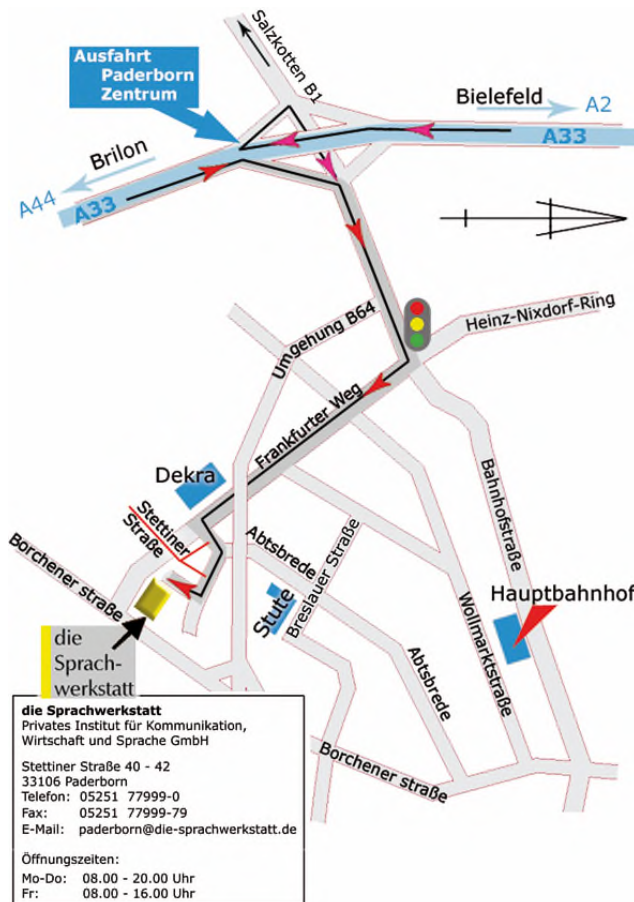 Ausfahrt
Paderborn
Zentrum
Salzkotten B1
Bielefeld
A2
A33
Brilon
A44
A33
Umgehung B64
Heinz-Nixdorf-Ring
Frankfurter Weg
Dekra
Stettiner
Straße
Borchener straße
Abtsbrede
Breslauer Straße
Stute
Bahnhofstraße
Hauptbahnhof
Wollmarktstraße
Abtsbrede
Borchener straße
die
Sprach-
werkstatt
die Sprachwerkstatt
Privates Institut für Kommunikation,
Wirtschaft und Sprache GmbH
Stettiner Straße 40 - 42
33106 Paderborn
Telefon: 05251 77999-0
Fax: 05251 77999-79
E-Mail: paderborn@die-sprachwerkstatt.de
Öffnungszeiten:
Mo-Do: 08.00 - 20.00 Uhr
Fr: 08.00 - 16.00 Uhr